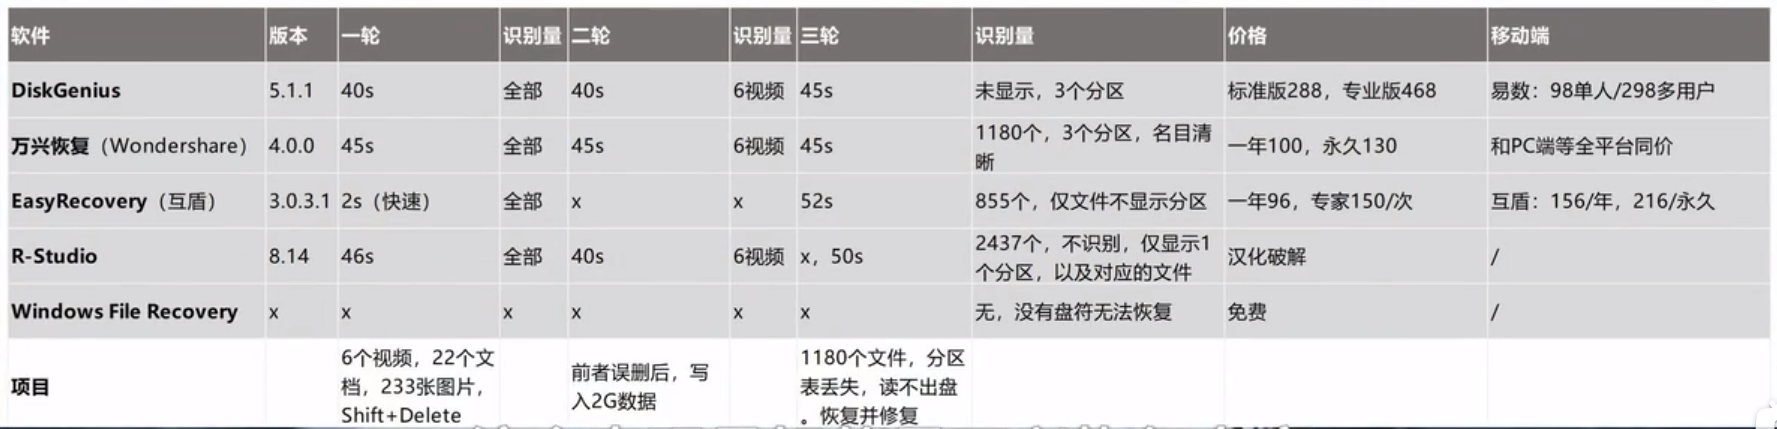 软件 版本 一轮 识别量 二轮 识别量 三轮 识别量 价格 移动端
DiskGenius 5.1.1 40s 全部 40s 6视频 45s 未显示，3个分区 标准版288，专业版468 易数：98单人/298多用户
万兴恢复（Wondershare） 4.0.0 45s 全部 45s 6视频 45s 1180个，3个分区，名目清
晰 一年100，永久130 和PC端等全平台同价
EasyRecovery（互盾） 3.0.3.1 2s（快速） 全部 x x 52s 855个，仅文件不显示分区 一年96，专家150/次 互盾：156/年，216/永久
R-Studio 8.14 46s 全部 40s 6视频 x，50s 2437个，不识别，仅显示1
个分区，以及对应的文件 汉化破解 /
Windows File Recovery x x x x x x 无，没有盘符无法恢复 免费 /
项目
6个视频，22个文
档，233张图片，
Shift+Delete
前者误删后，写
入2G数据
1180个文件，分区
表丢失，读不出盘
。恢复并修复